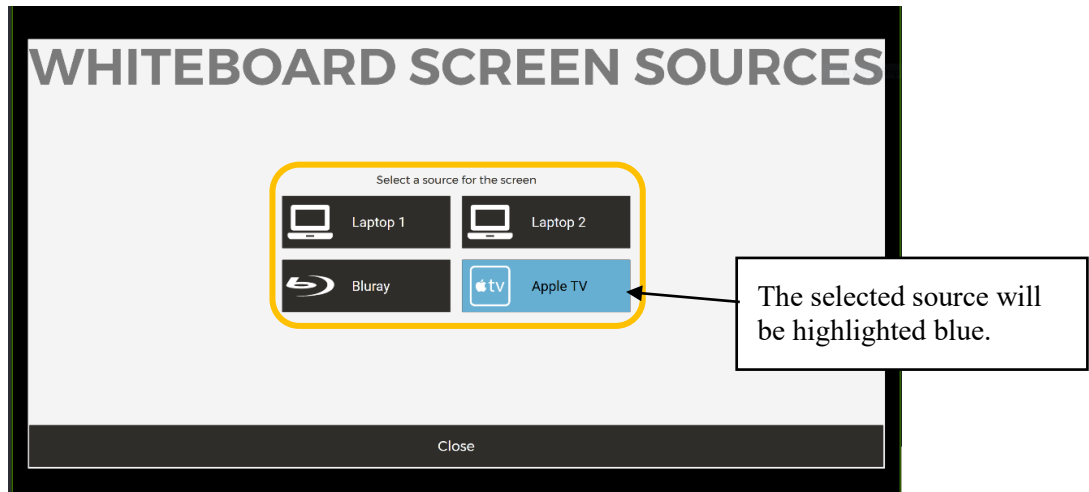 WHITEBOARD SCREEN SOURCES
Select a source for the screen
Laptop 1
Laptop 2
Bluray
tv
Apple TV
The selected source will
be highlighted blue.
Close